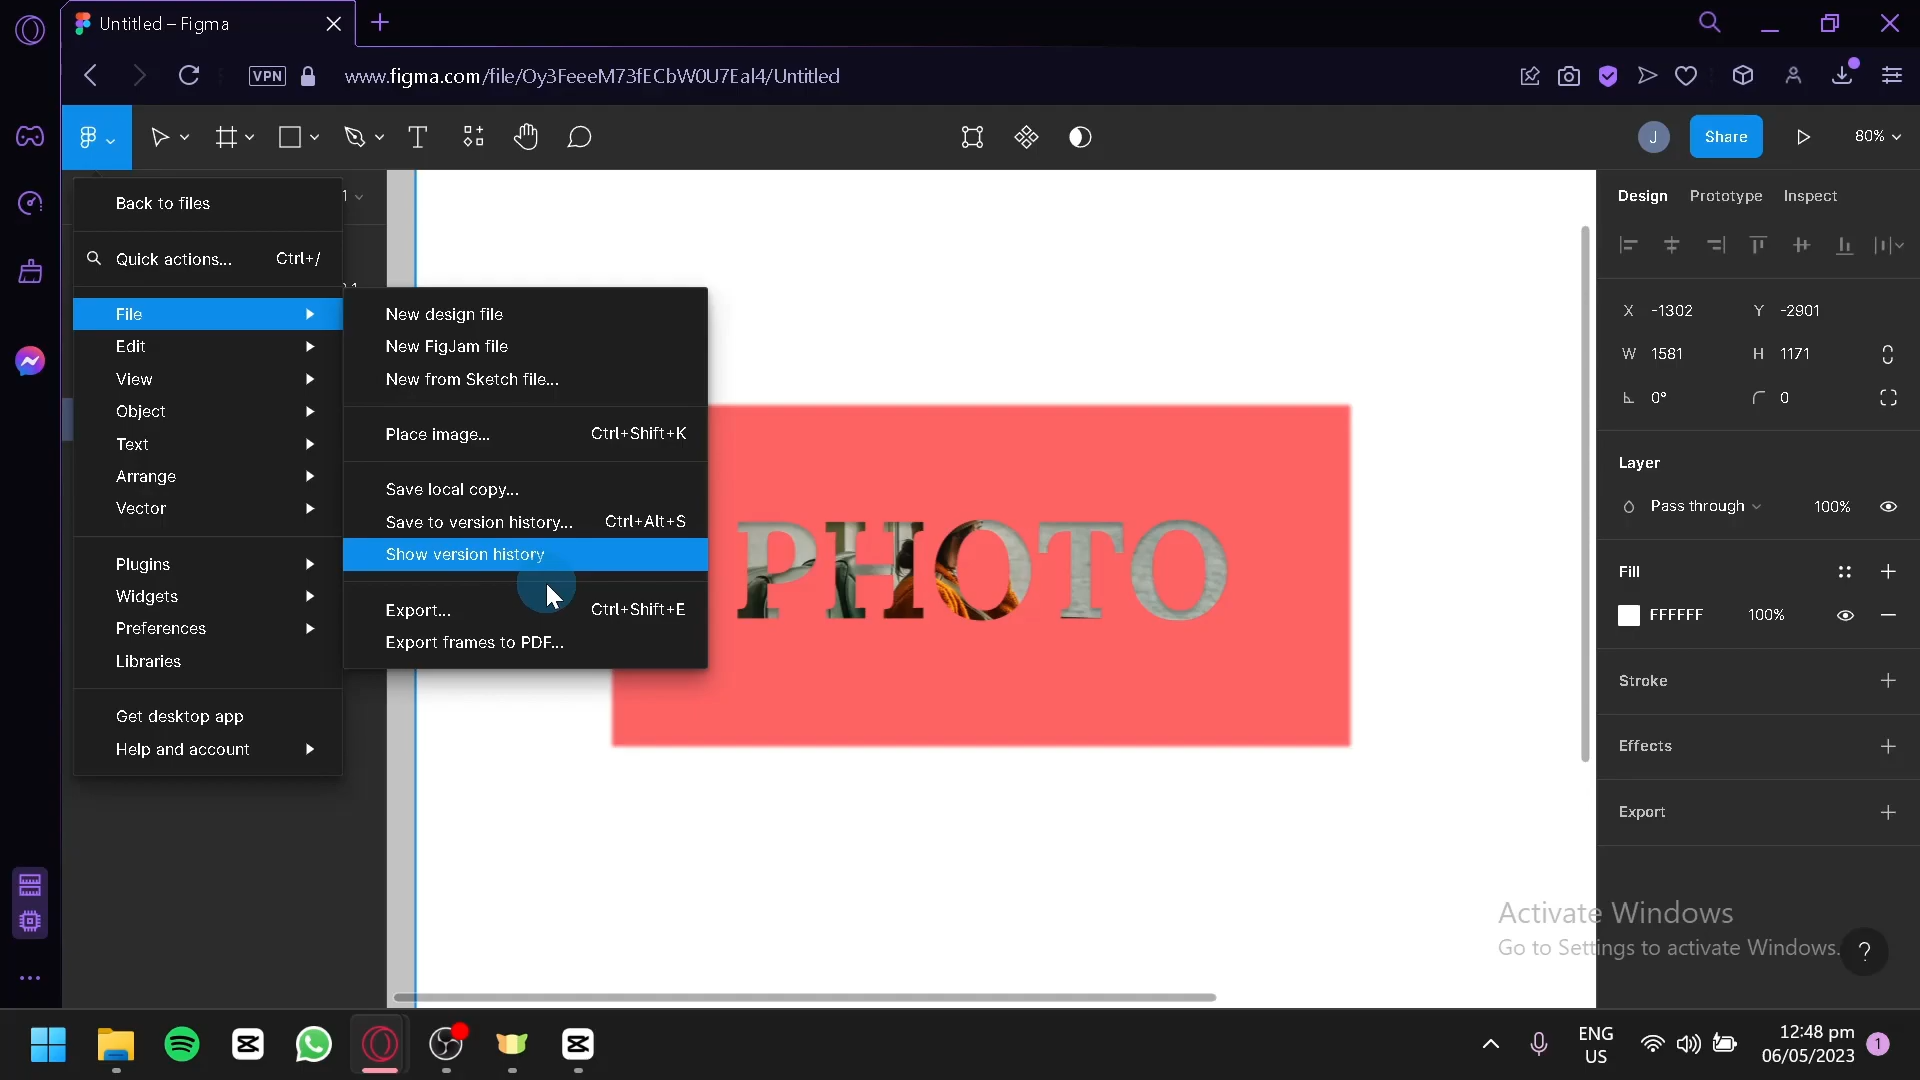 Untitled – Figma
VPN
www.figma.com/file/Oy3FeeeM73fECbW0U7Eal4/Untitled
J
Share
80%
Back to files
1
Quick actions... Ctrl+/
File
Edit
View
Object
Text
Arrange
Vector
Plugins
Widgets
Preferences
Libraries
Get desktop app
Help and account
New design file
New FigJam file
New from Sketch file...
Place image... Ctrl+Shift+K
Save local copy...
Save to version history... Ctrl+Alt+S
Show version history
Export... Ctrl+Shift+E
Export frames to PDF...
PHOTO
Design Prototype Inspect
X -1302 Y -2901
W 1581 H 1171
0° 0
Layer
Pass through 100%
Fill
FFFFFF 100%
Stroke
Effects
Export
Activate Windows
Go to Settings to activate Windows.
?
ENG
US
12:48 pm
06/05/2023
1